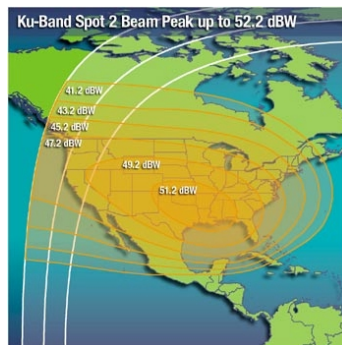 Ku-Band Spot 2 Beam Peak up to 52.2 dBW
41.2 dBW
43.2 dBW
45.2 dBW
47.2 dBW
49.2 dBW
51.2 dBW